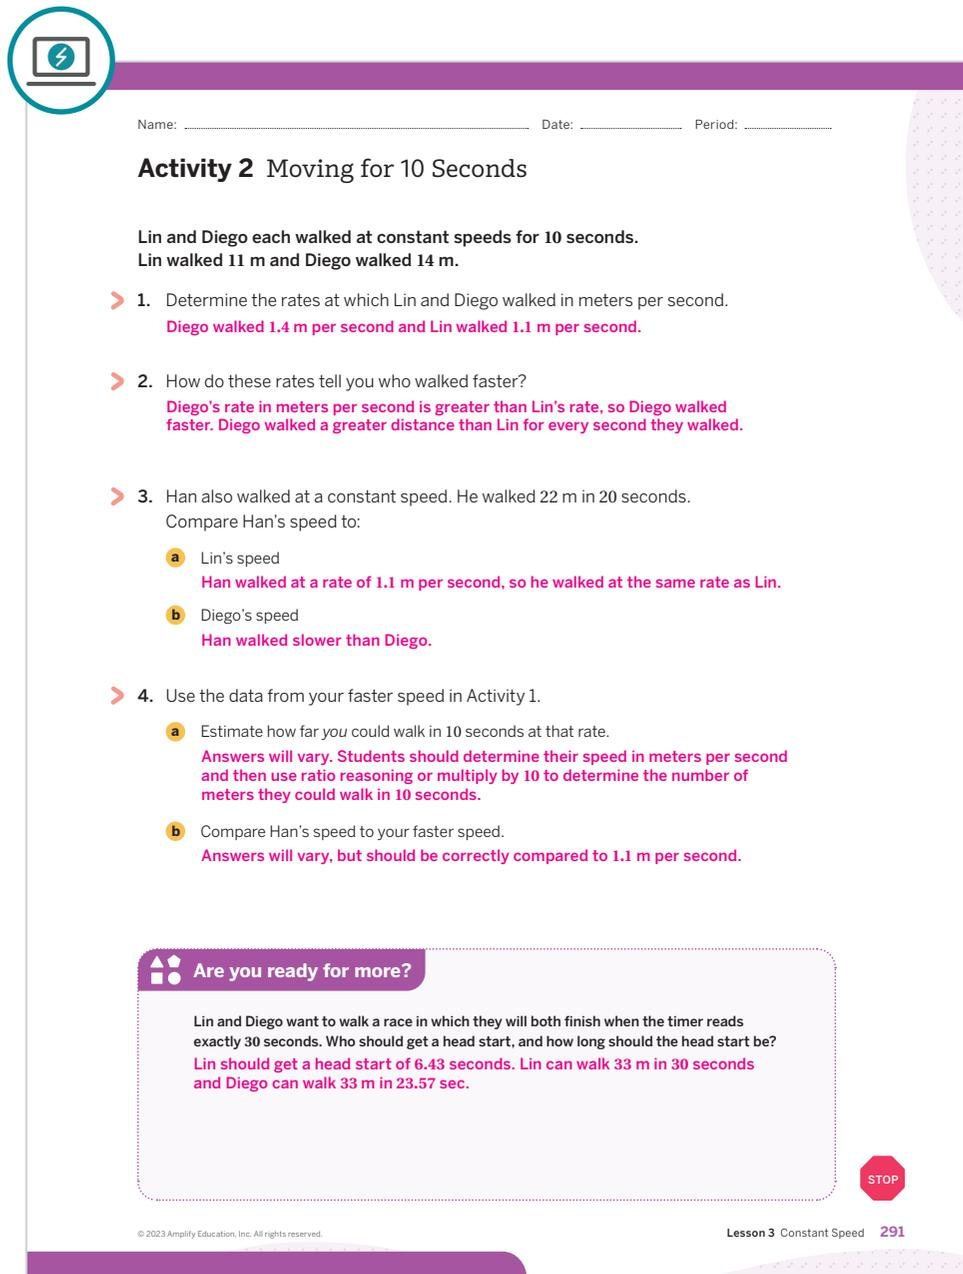 Name: Date: Period:
Activity 2 Moving for 10 Seconds
Lin and Diego each walked at constant speeds for 10 seconds.
Lin walked 11 m and Diego walked 14 m.
1. Determine the rates at which Lin and Diego walked in meters per second.
Diego walked 1.4 m per second and Lin walked 1.1 m per second.
2. How do these rates tell you who walked faster?
Diego's rate in meters per second is greater than Lin's rate, so Diego walked
faster. Diego walked a greater distance than Lin for every second they walked.
3. Han also walked at a constant speed. He walked 22 m in 20 seconds.
Compare Han's speed to:
a Lin's speed
Han walked at a rate of 1.1 m per second, so he walked at the same rate as Lin.
b Diego's speed
Han walked slower than Diego.
4. Use the data from your faster speed in Activity 1.
a Estimate how far you could walk in 10 seconds at that rate.
Answers will vary. Students should determine their speed in meters per second
and then use ratio reasoning or multiply by 10 to determine the number of
meters they could walk in 10 seconds.
b Compare Han's speed to your faster speed.
Answers will vary, but should be correctly compared to 1.1 m per second.
Are you ready for more?
Lin and Diego want to walk a race in which they will both finish when the timer reads
exactly 30 seconds. Who should get a head start, and how long should the head start be?
Lin should get a head start of 6.43 seconds. Lin can walk 33 m in 30 seconds
and Diego can walk 33 m in 23.57 sec.
STOP
© 2023 Amplify Education, Inc. All rights reserved.
Lesson 3 Constant Speed 291